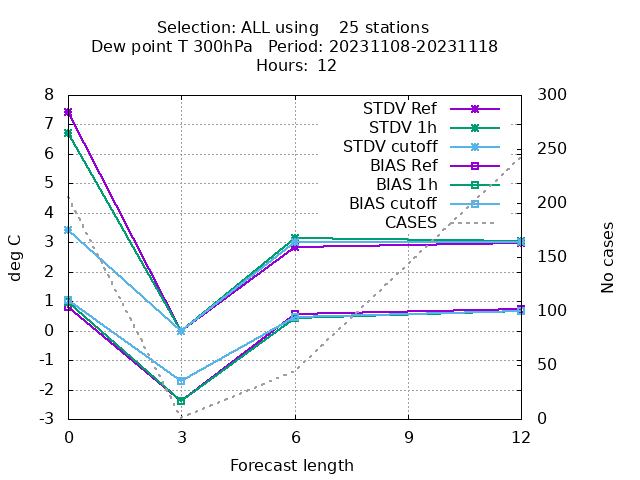 Selection: ALL using    25 stations
Dew point T 300hPa   Period: 20231108-20231118
Hours: 12
STDV Ref
STDV 1h
STDV cutoff
BIAS Ref
BIAS 1h
BIAS cutoff
CASES
8
7
6
5
4
3
2
1
0
-1
-2
-3
deg C
300
250
200
150
100
50
0
No cases
0 3 6 9 12
Forecast length